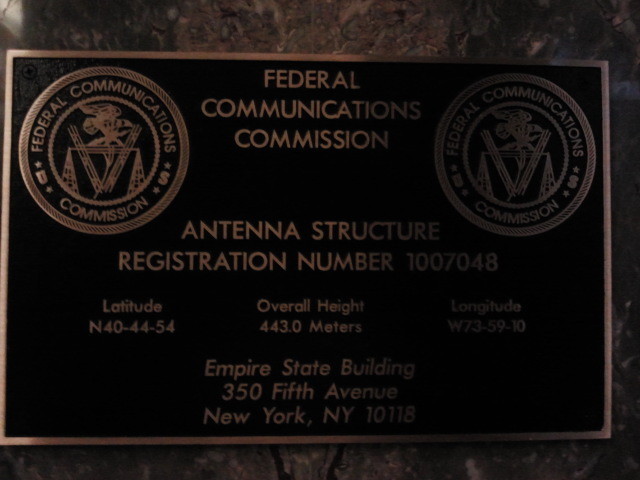 FEDERAL
COMMUNICATIONS
COMMISSION
FEDERAL COMMUNICATIONS
U S
COMMISSION
FEDERAL COMMUNICATIONS
U S
COMMISSION
ANTENNA STRUCTURE
REGISTRATION NUMBER 1007048
Latitude Overall Height Longitude
N40-44-54 443.0 Meters W73-59-10
Empire State Building
350 Fifth Avenue
New York, NY 10118